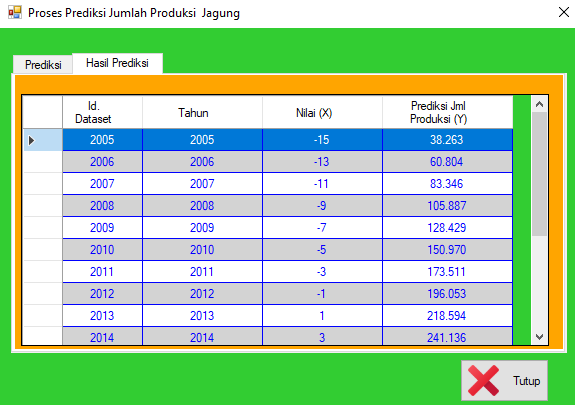 Proses Prediksi Jumlah Produksi  Jagung
Prediksi Hasil Prediksi
Id. Dataset Tahun Nilai (X) Prediksi Jml Produksi (Y)
2005 2005 -15 38.263
2006 2006 -13 60.804
2007 2007 -11 83.346
2008 2008 -9 105.887
2009 2009 -7 128.429
2010 2010 -5 150.970
2011 2011 -3 173.511
2012 2012 -1 196.053
2013 2013 1 218.594
2014 2014 3 241.136
Tutup